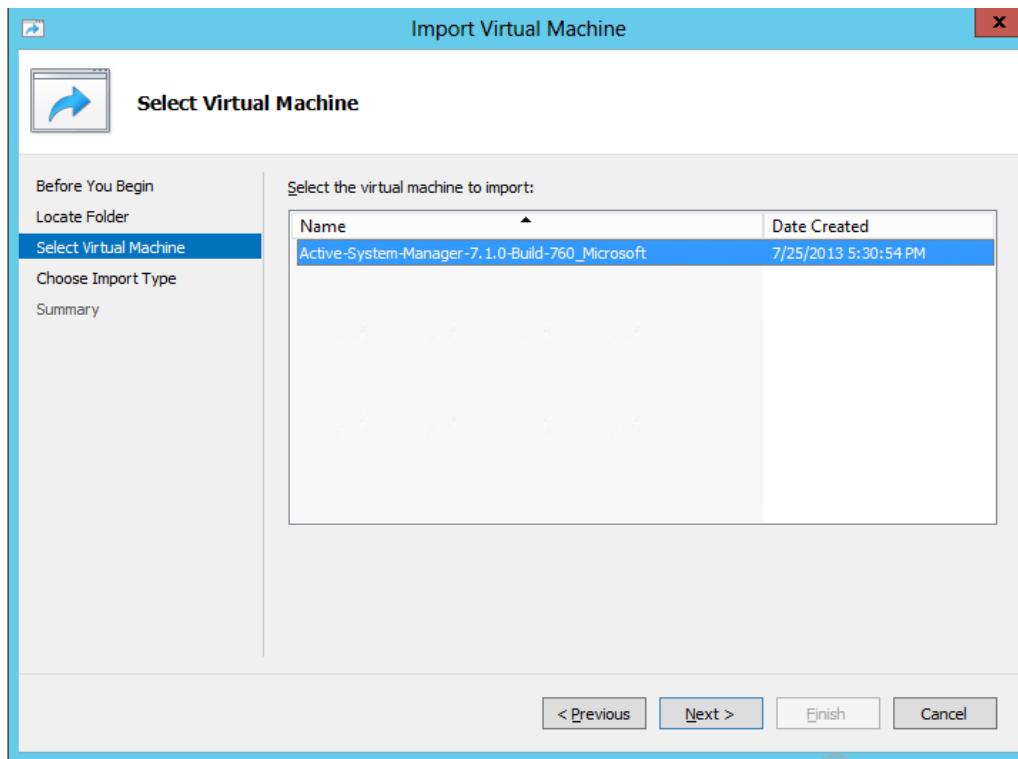 Import Virtual Machine
x
Select Virtual Machine
Before You Begin
Locate Folder
Select Virtual Machine
Choose Import Type
Summary
Select the virtual machine to import:
Name Date Created
Active-System-Manager-7.1.0-Build-760_Microsoft 7/25/2013 5:30:54 PM
< Previous Next > Finish Cancel